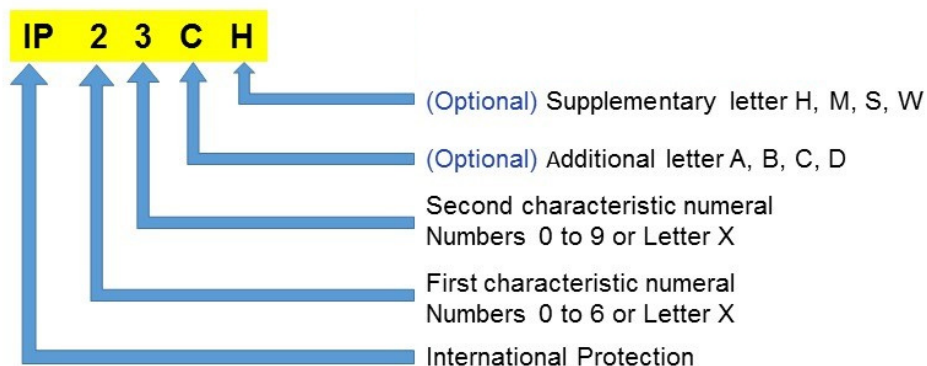 IP 2 3 C H
(Optional) Supplementary letter H, M, S, W
(Optional) Additional letter A, B, C, D
Second characteristic numeral
Numbers 0 to 9 or Letter X
First characteristic numeral
Numbers 0 to 6 or Letter X
International Protection